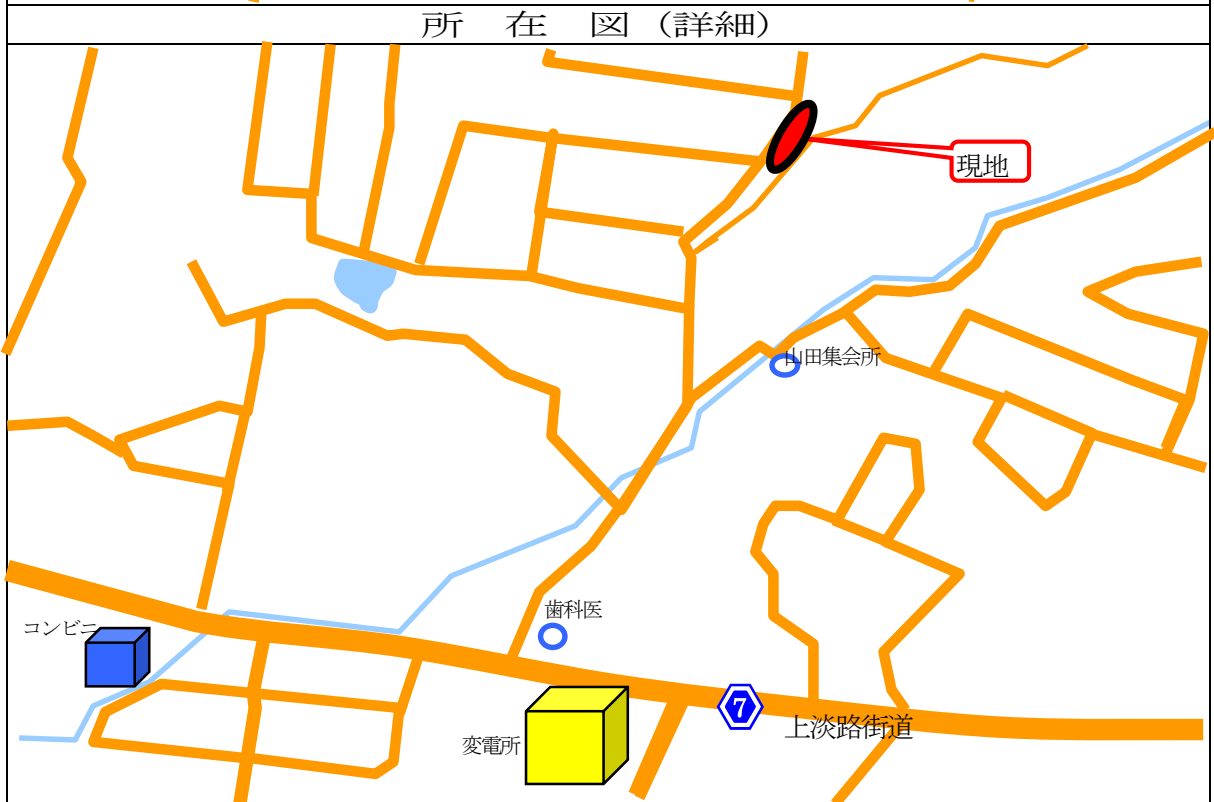 所 在 図（詳細）
現地
山田集会所
歯科医
コンビニ
7
上淡路街道
変電所